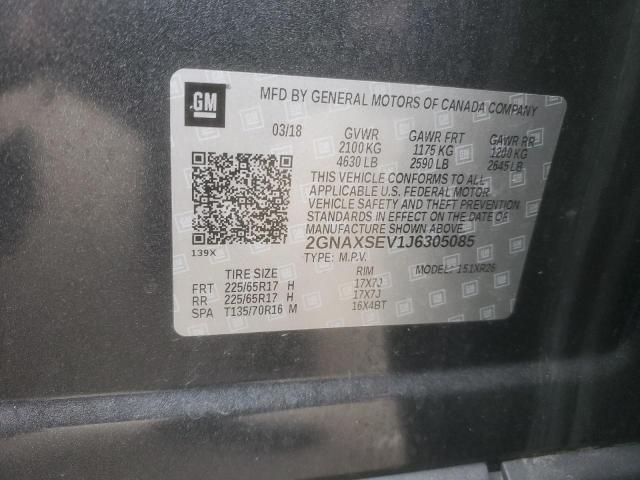 GM
MFD BY GENERAL MOTORS OF CANADA COMPANY
03/18 GVWR GAWR FRT GAWR RR
2100 KG 1175 KG 1200 KG
4630 LB 2590 LB 2645 LB
THIS VEHICLE CONFORMS TO ALL
APPLICABLE U.S. FEDERAL MOTOR
VEHICLE SAFETY AND THEFT PREVENTION
STANDARDS IN EFFECT ON THE DATE OF
MANUFACTURE SHOWN ABOVE.
2GNAXSEV1J6305085
139X TYPE: M.P.V. MODEL: 151XR26
TIRE SIZE RIM
FRT 225/65R17 H 17X7J
RR 225/65R17 H 17X7J
SPA T135/70R16 M 16X4BT